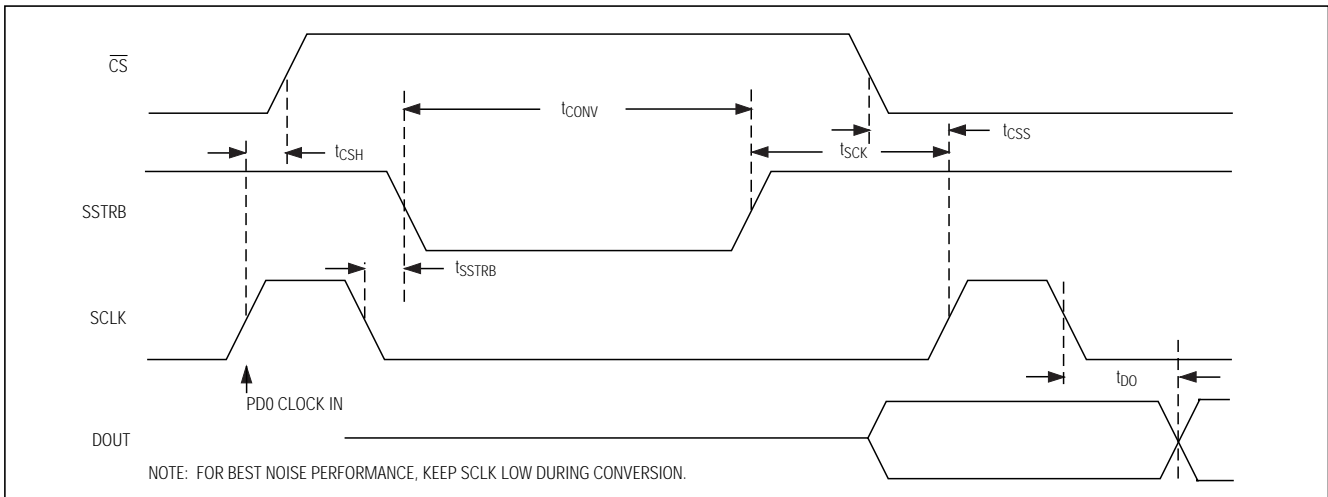 CS
tCONV
tCSS
tCSH
tSCK
SSTRB
tSSTRB
SCLK
tDO
PD0 CLOCK IN
DOUT
NOTE: FOR BEST NOISE PERFORMANCE, KEEP SCLK LOW DURING CONVERSION.